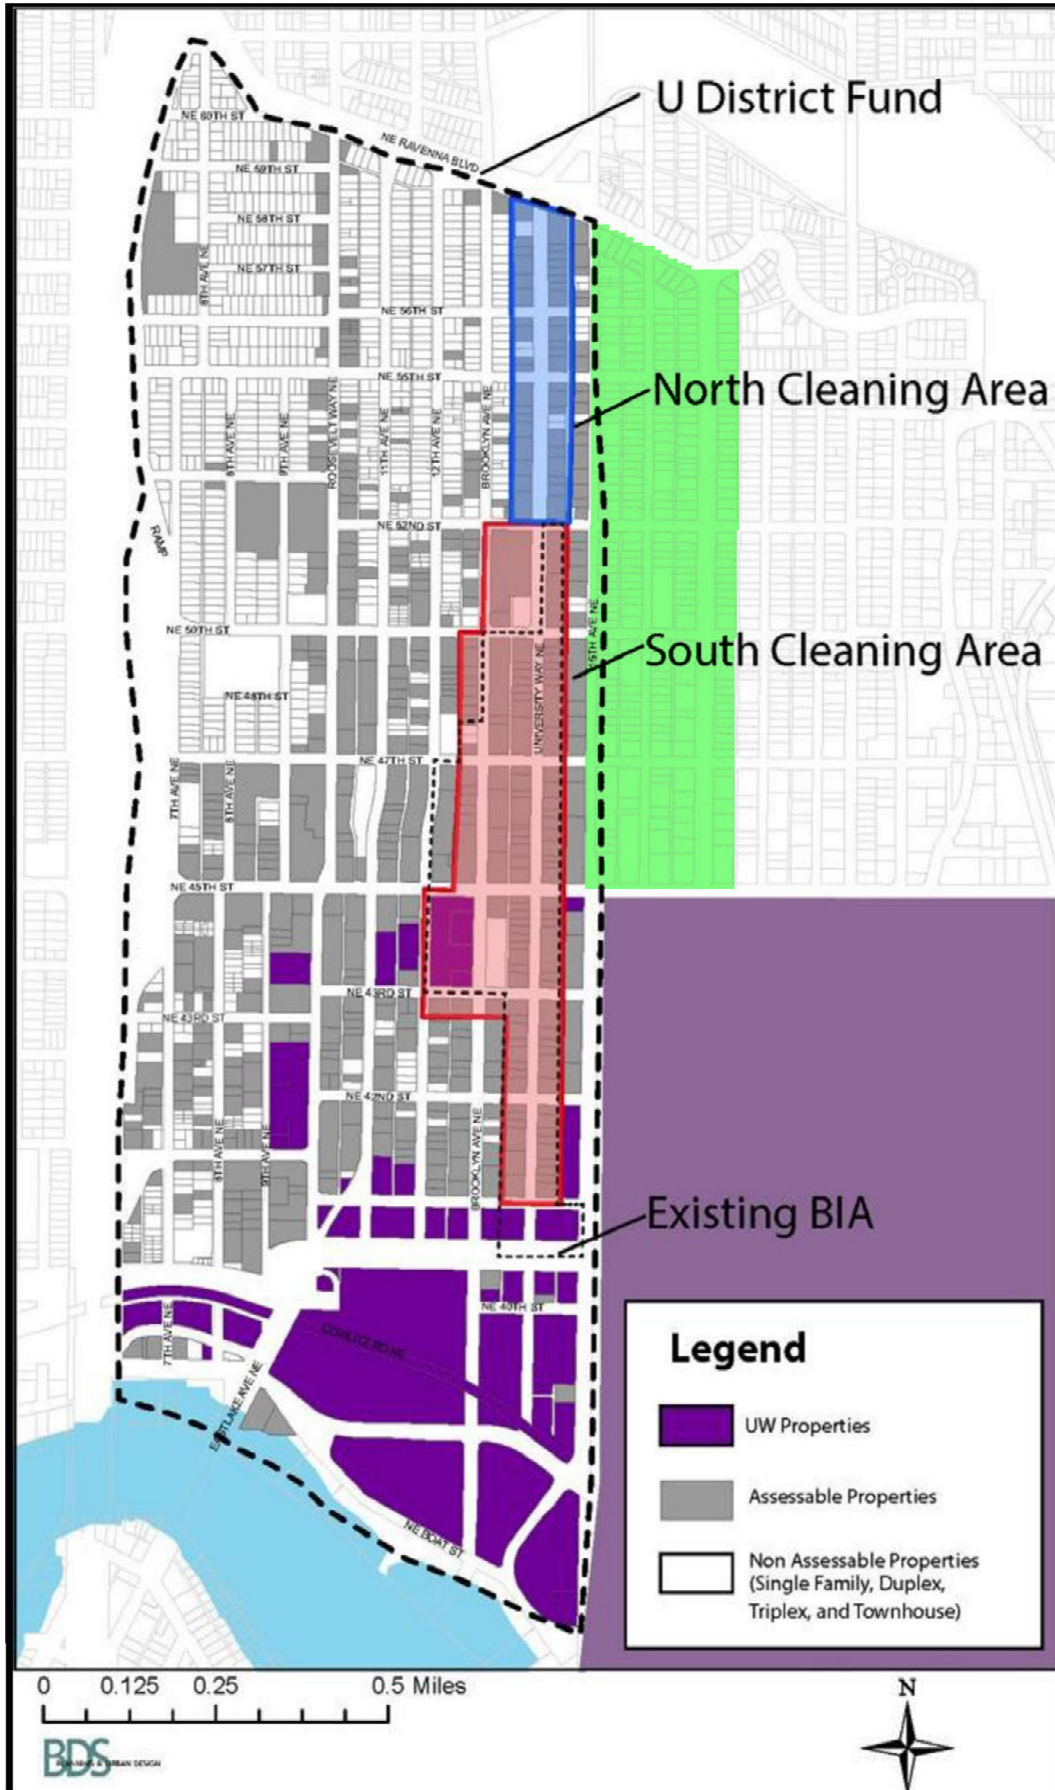 U District Fund
NE 60TH ST
NE RAVENNA BLVD
NE 59TH ST
NE 58TH ST
NE 57TH ST
6TH AVE NE
NE 56TH ST
NE 55TH ST
North Cleaning Area
8TH AVE NE
9TH AVE NE
ROOSEVELT WAY NE
11TH AVE NE
12TH AVE NE
BROOKLYN AVE NE
NE 52ND ST
RAMP
NE 50TH ST
15TH AVE NE
South Cleaning Area
NE 48TH ST
UNIVERSITY WAY NE
NE 47TH ST
7TH AVE NE
8TH AVE NE
NE 45TH ST
NE 43RD ST
NE 43RD ST
NE 42ND ST
8TH AVE NE
9TH AVE NE
BROOKLYN AVE NE
Existing BIA
NE 40TH ST
7TH AVE NE
COWLITZ RD NE
EASTLAKE AVE NE
NE BOAT ST
Legend
UW Properties
Assessable Properties
Non Assessable Properties
(Single Family, Duplex,
Triplex, and Townhouse)
0 0.125 0.25 0.5 Miles
N
BDS
PLANNING & URBAN DESIGN